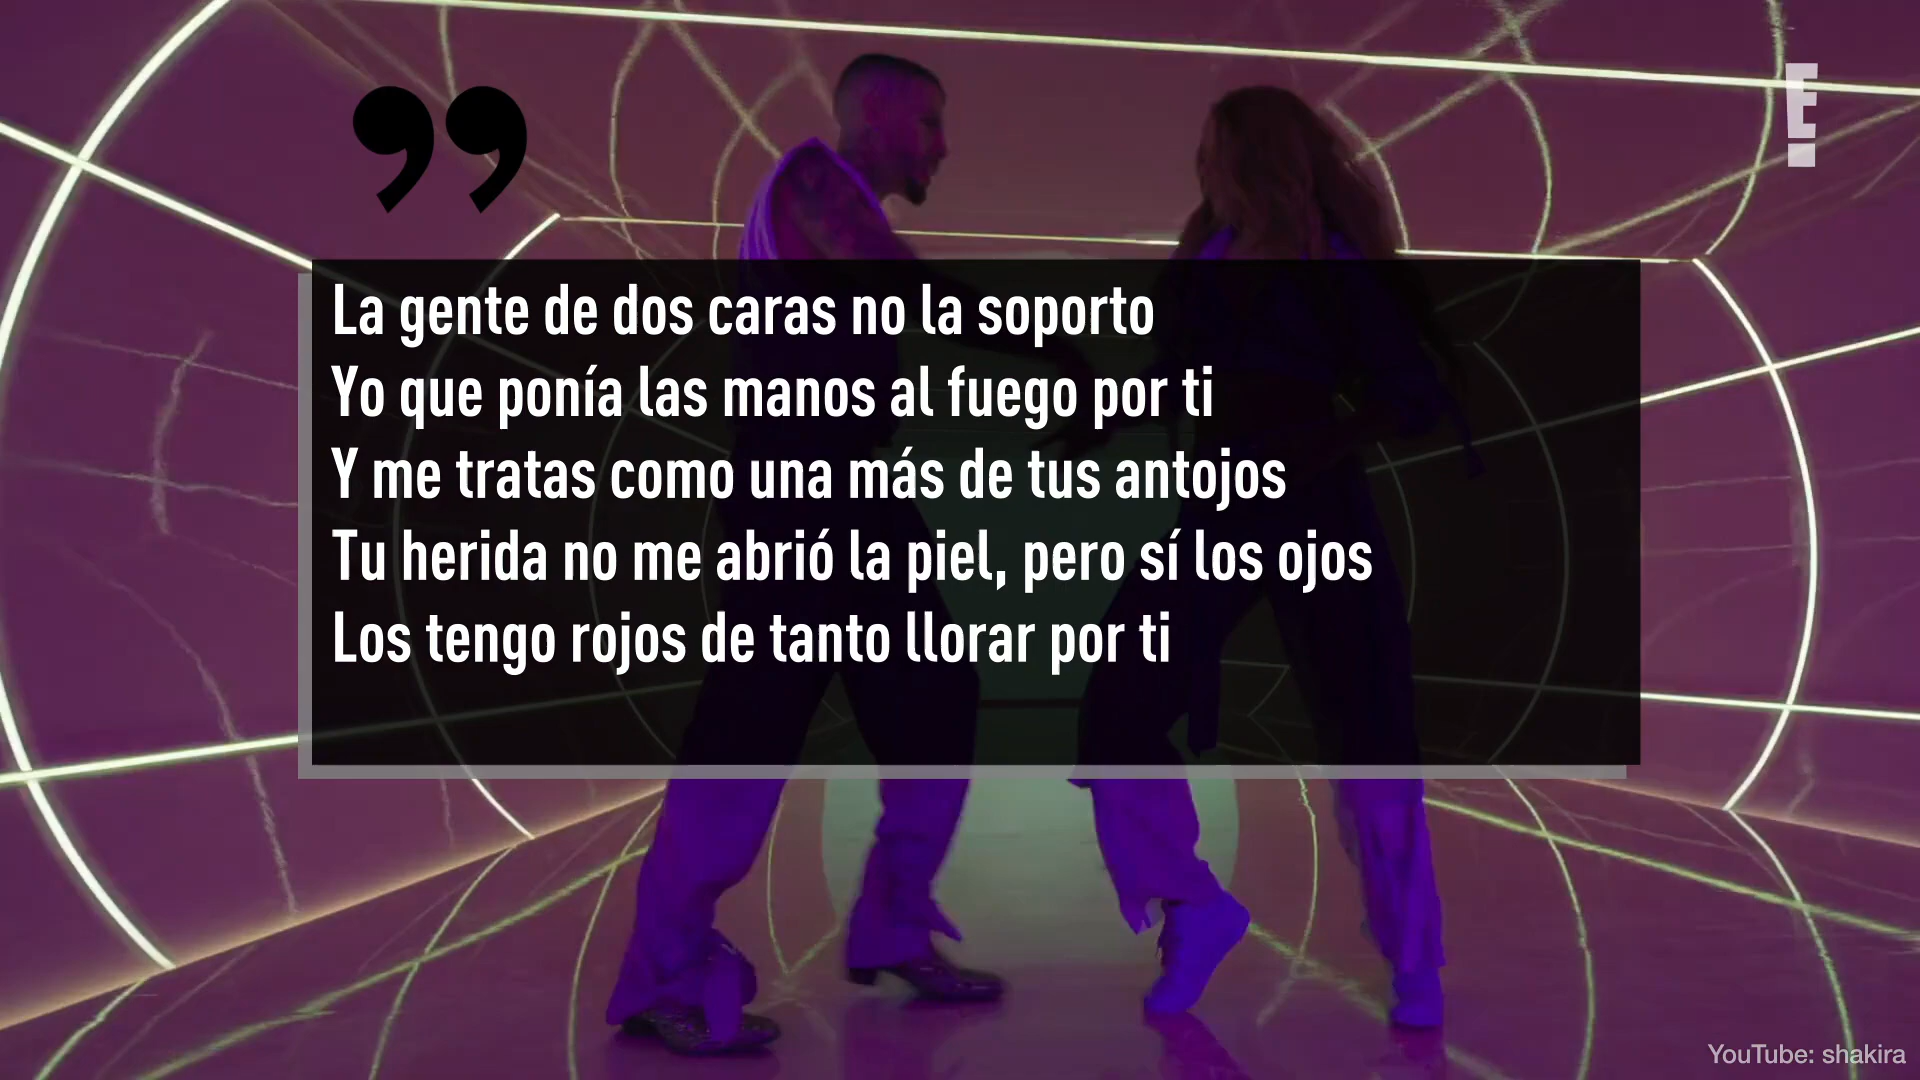 ”
E!
La gente de dos caras no la soporto
Yo que ponía las manos al fuego por ti
Y me tratas como una más de tus antojos
Tu herida no me abrió la piel, pero sí los ojos
Los tengo rojos de tanto llorar por ti
YouTube: shakira